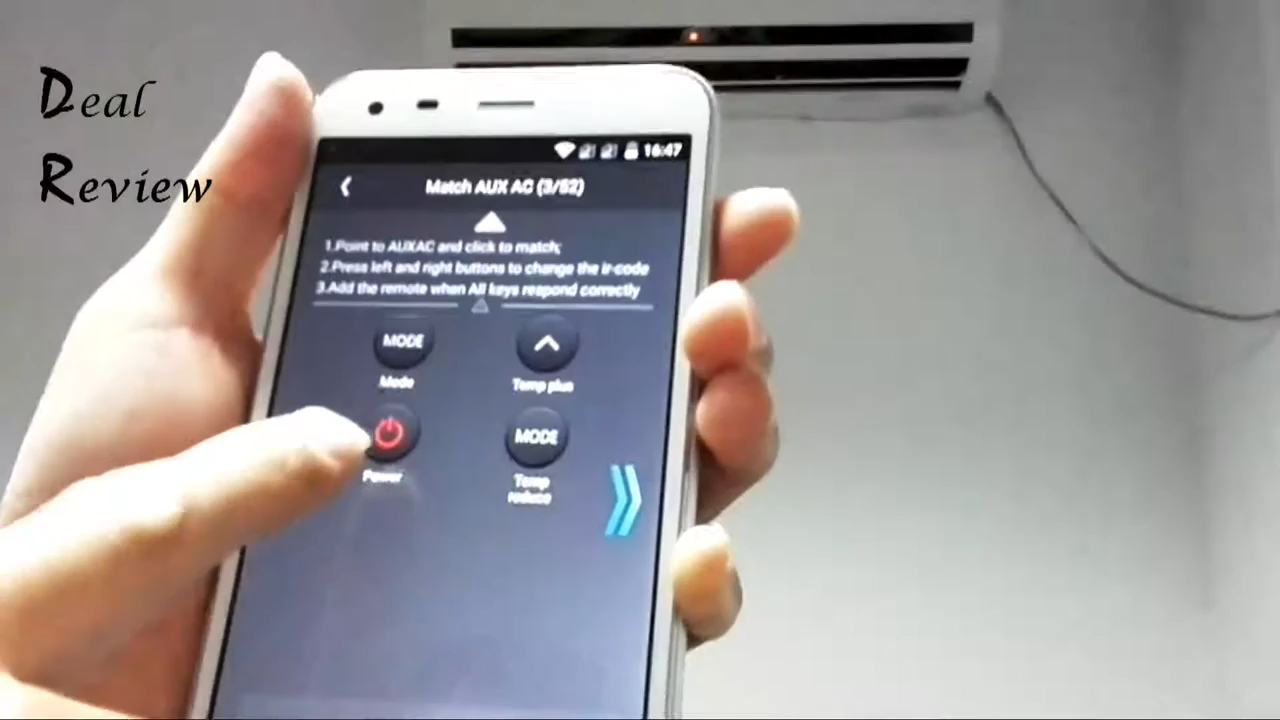 Deal
Review
16:47
Match AUX AC (3/52)
1.Point to AUXAC and click to match;
2.Press left and right buttons to change the ir-code
3.Add the remote when All keys respond correctly
MODE
Mode
Temp plus
MODE
Power
Temp
reduce